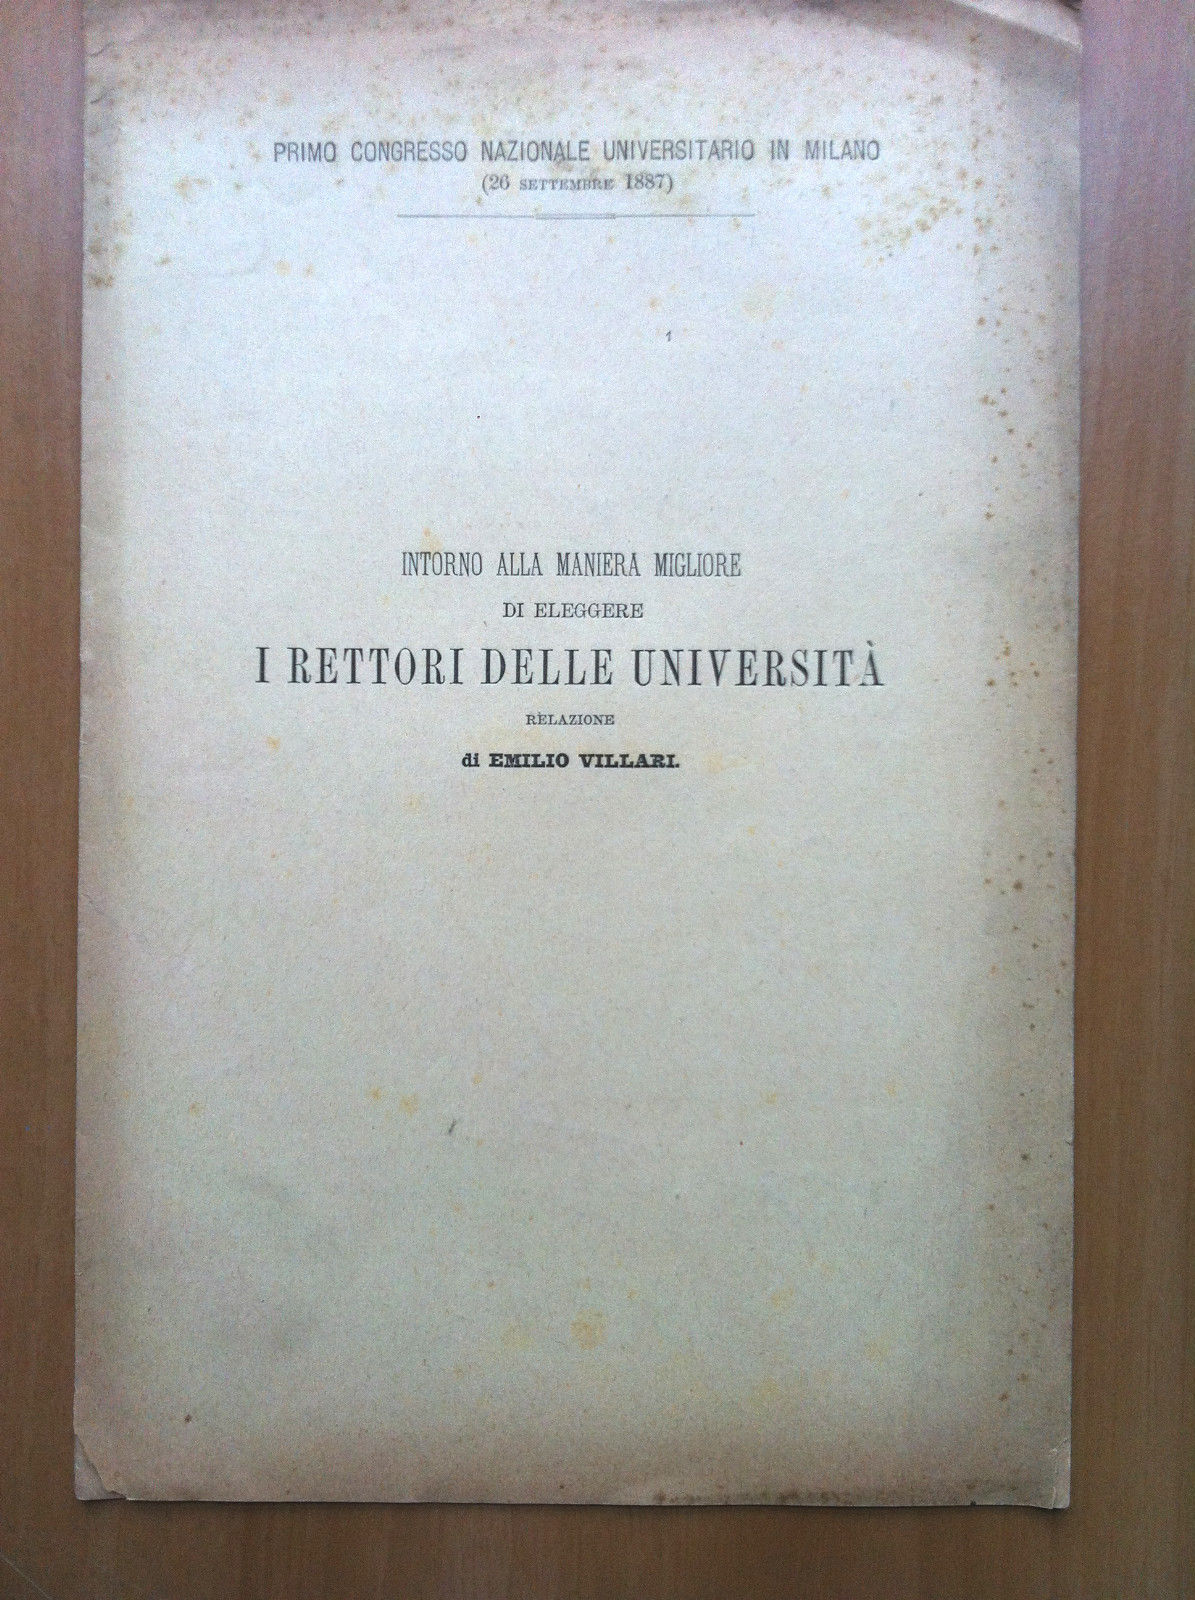 PRIMO CONGRESSO NAZIONALE UNIVERSITARIO IN MILANO
(26 SETTEMBRE 1887)
1
INTORNO ALLA MANIERA MIGLIORE
DI ELEGGERE
I RETTORI DELLE UNIVERSITÀ
RELAZIONE
di EMILIO VILLARI.